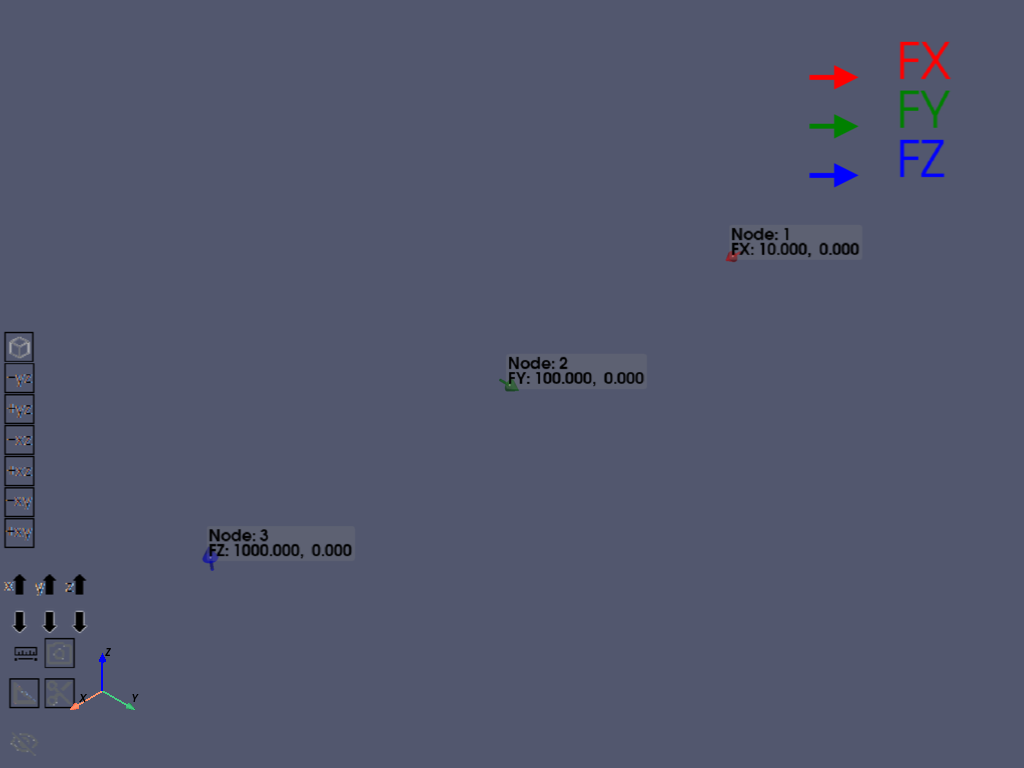 FX
FY
FZ
Node: 1
FX: 10.000, 0.000
Node: 2
FY: 100.000, 0.000
Node: 3
FZ: 1000.000, 0.000
-yz
+yz
-xz
+xz
-xy
+xy
x y z
Z
X Y